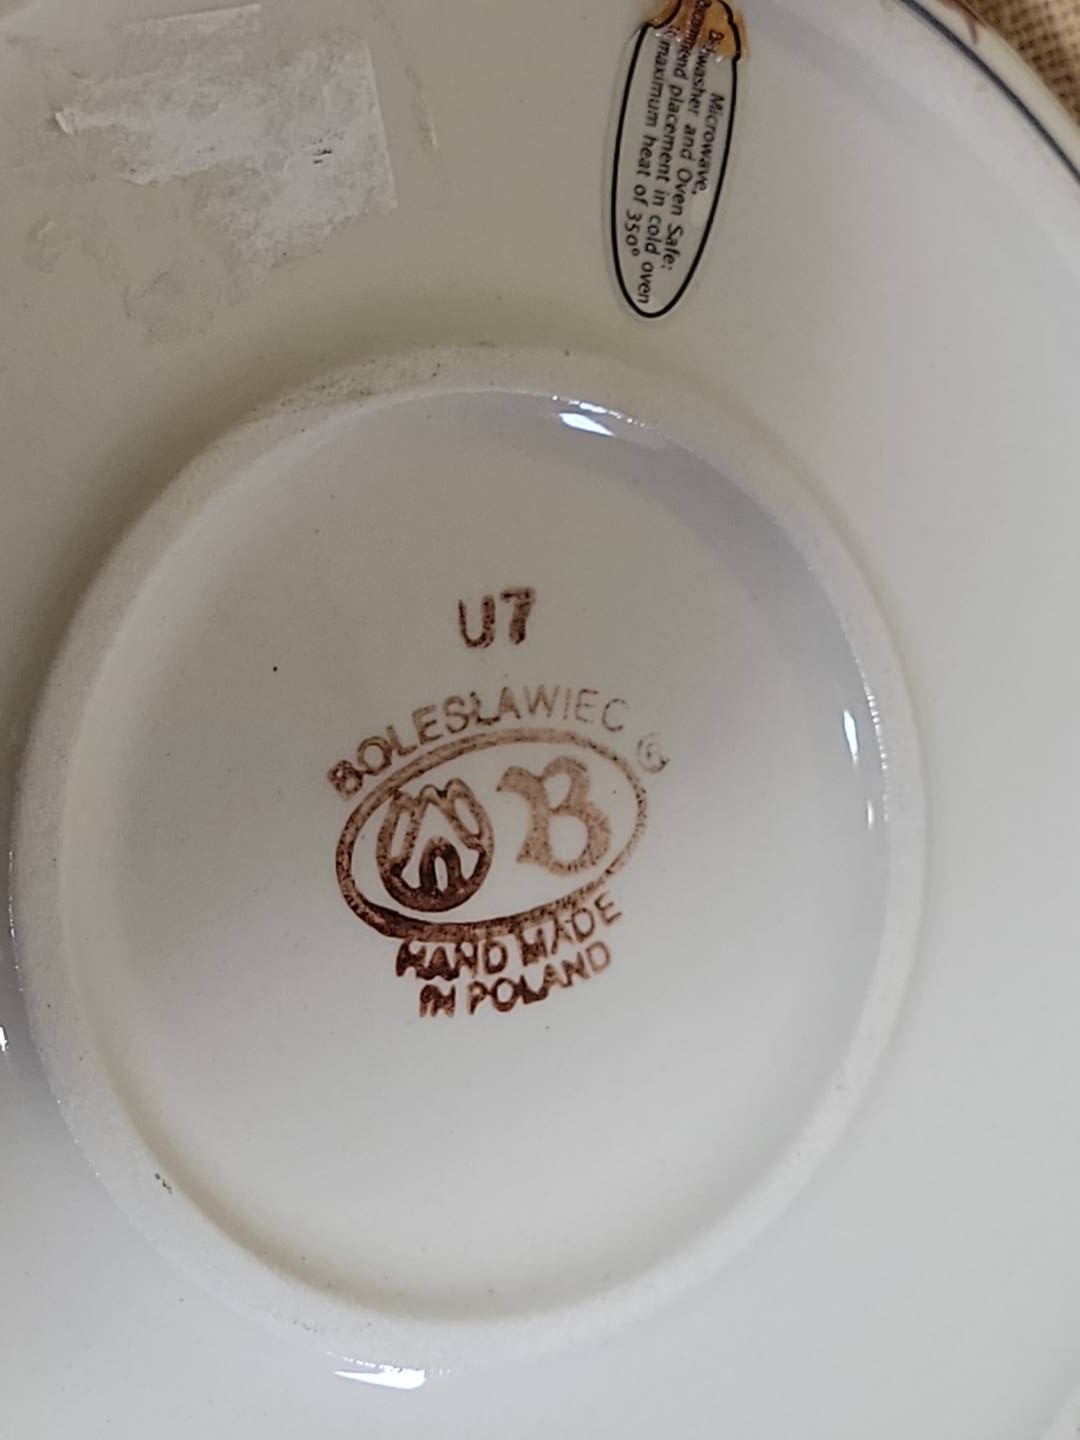 Microwave,
Dishwasher and Oven Safe:
Recommend placement in cold oven
to maximum heat of 350°
U7
BOLESŁAWIEC
®
B
HAND MADE
IN POLAND